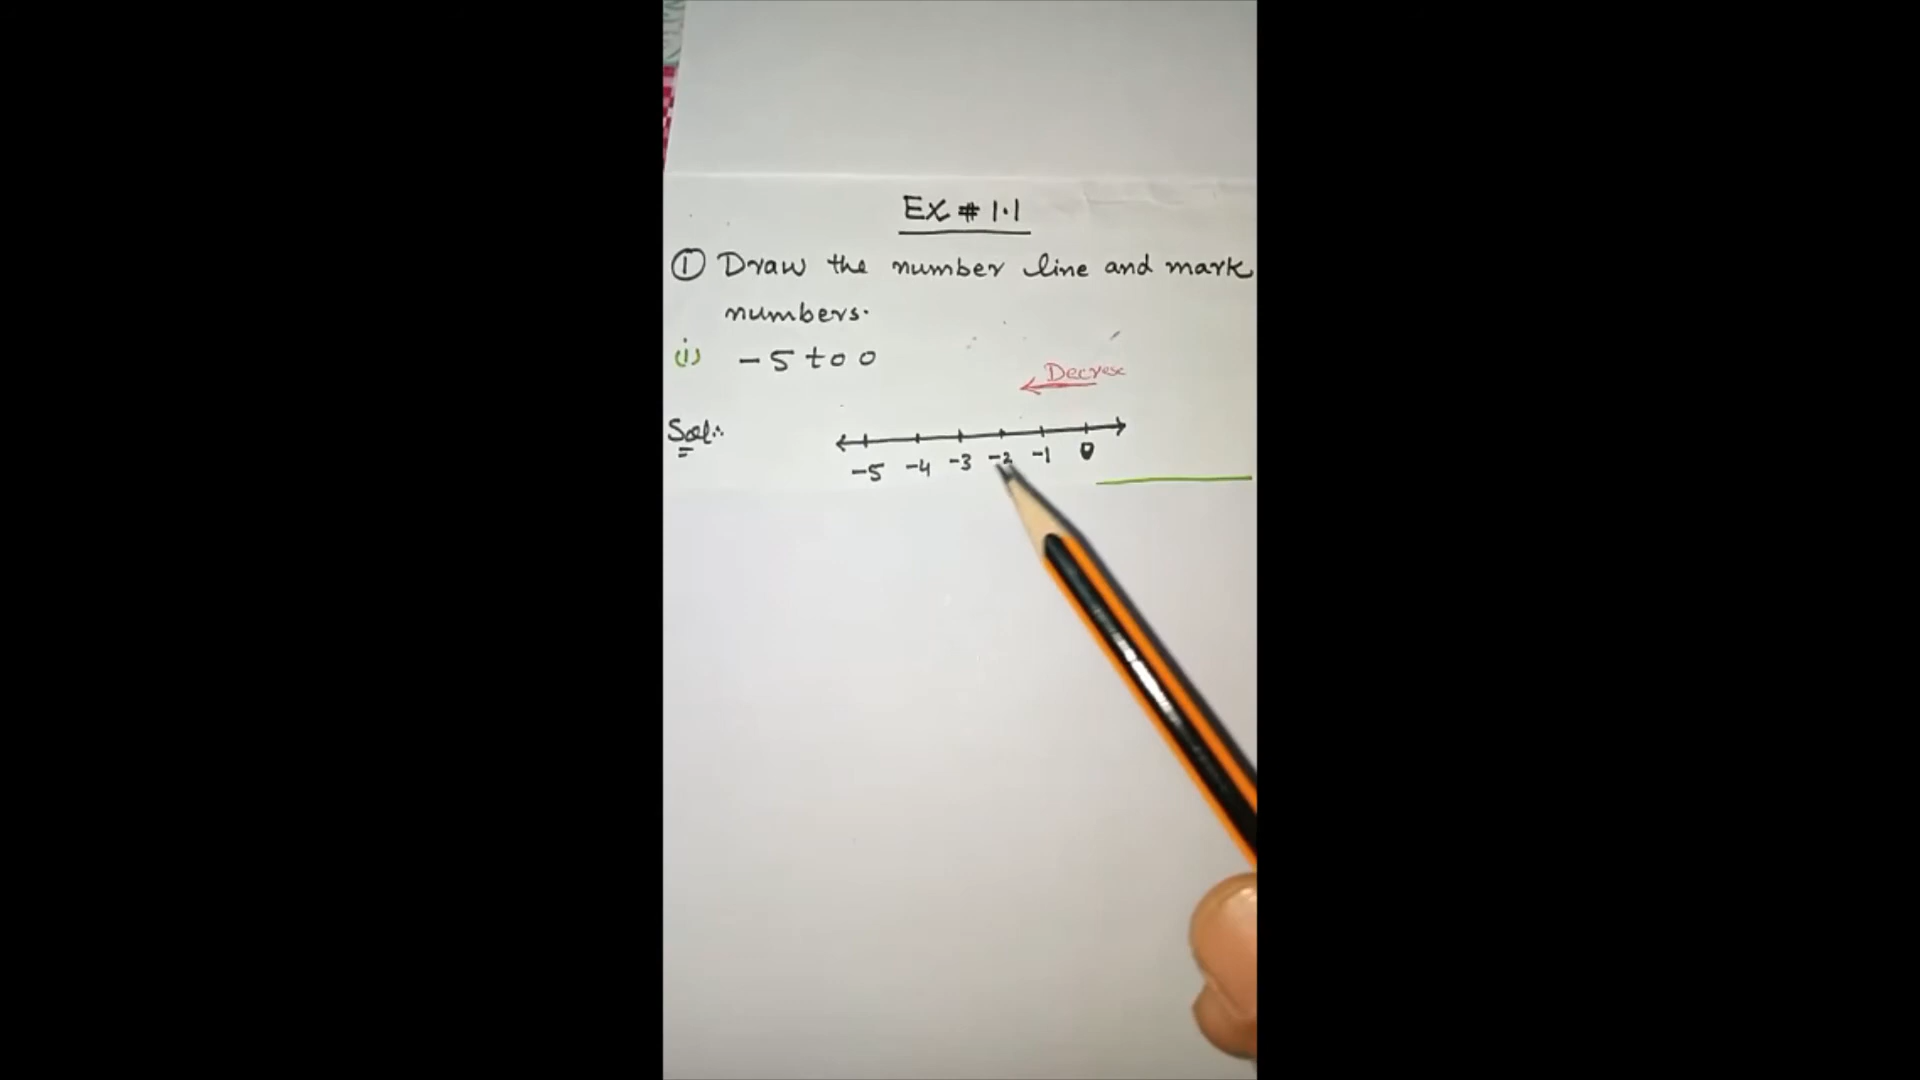 Ex # 1.1
① Draw the number line and mark
numbers.
(i) -5 to 0
Decrese
Sol:
-5 -4 -3 -2 -1 0